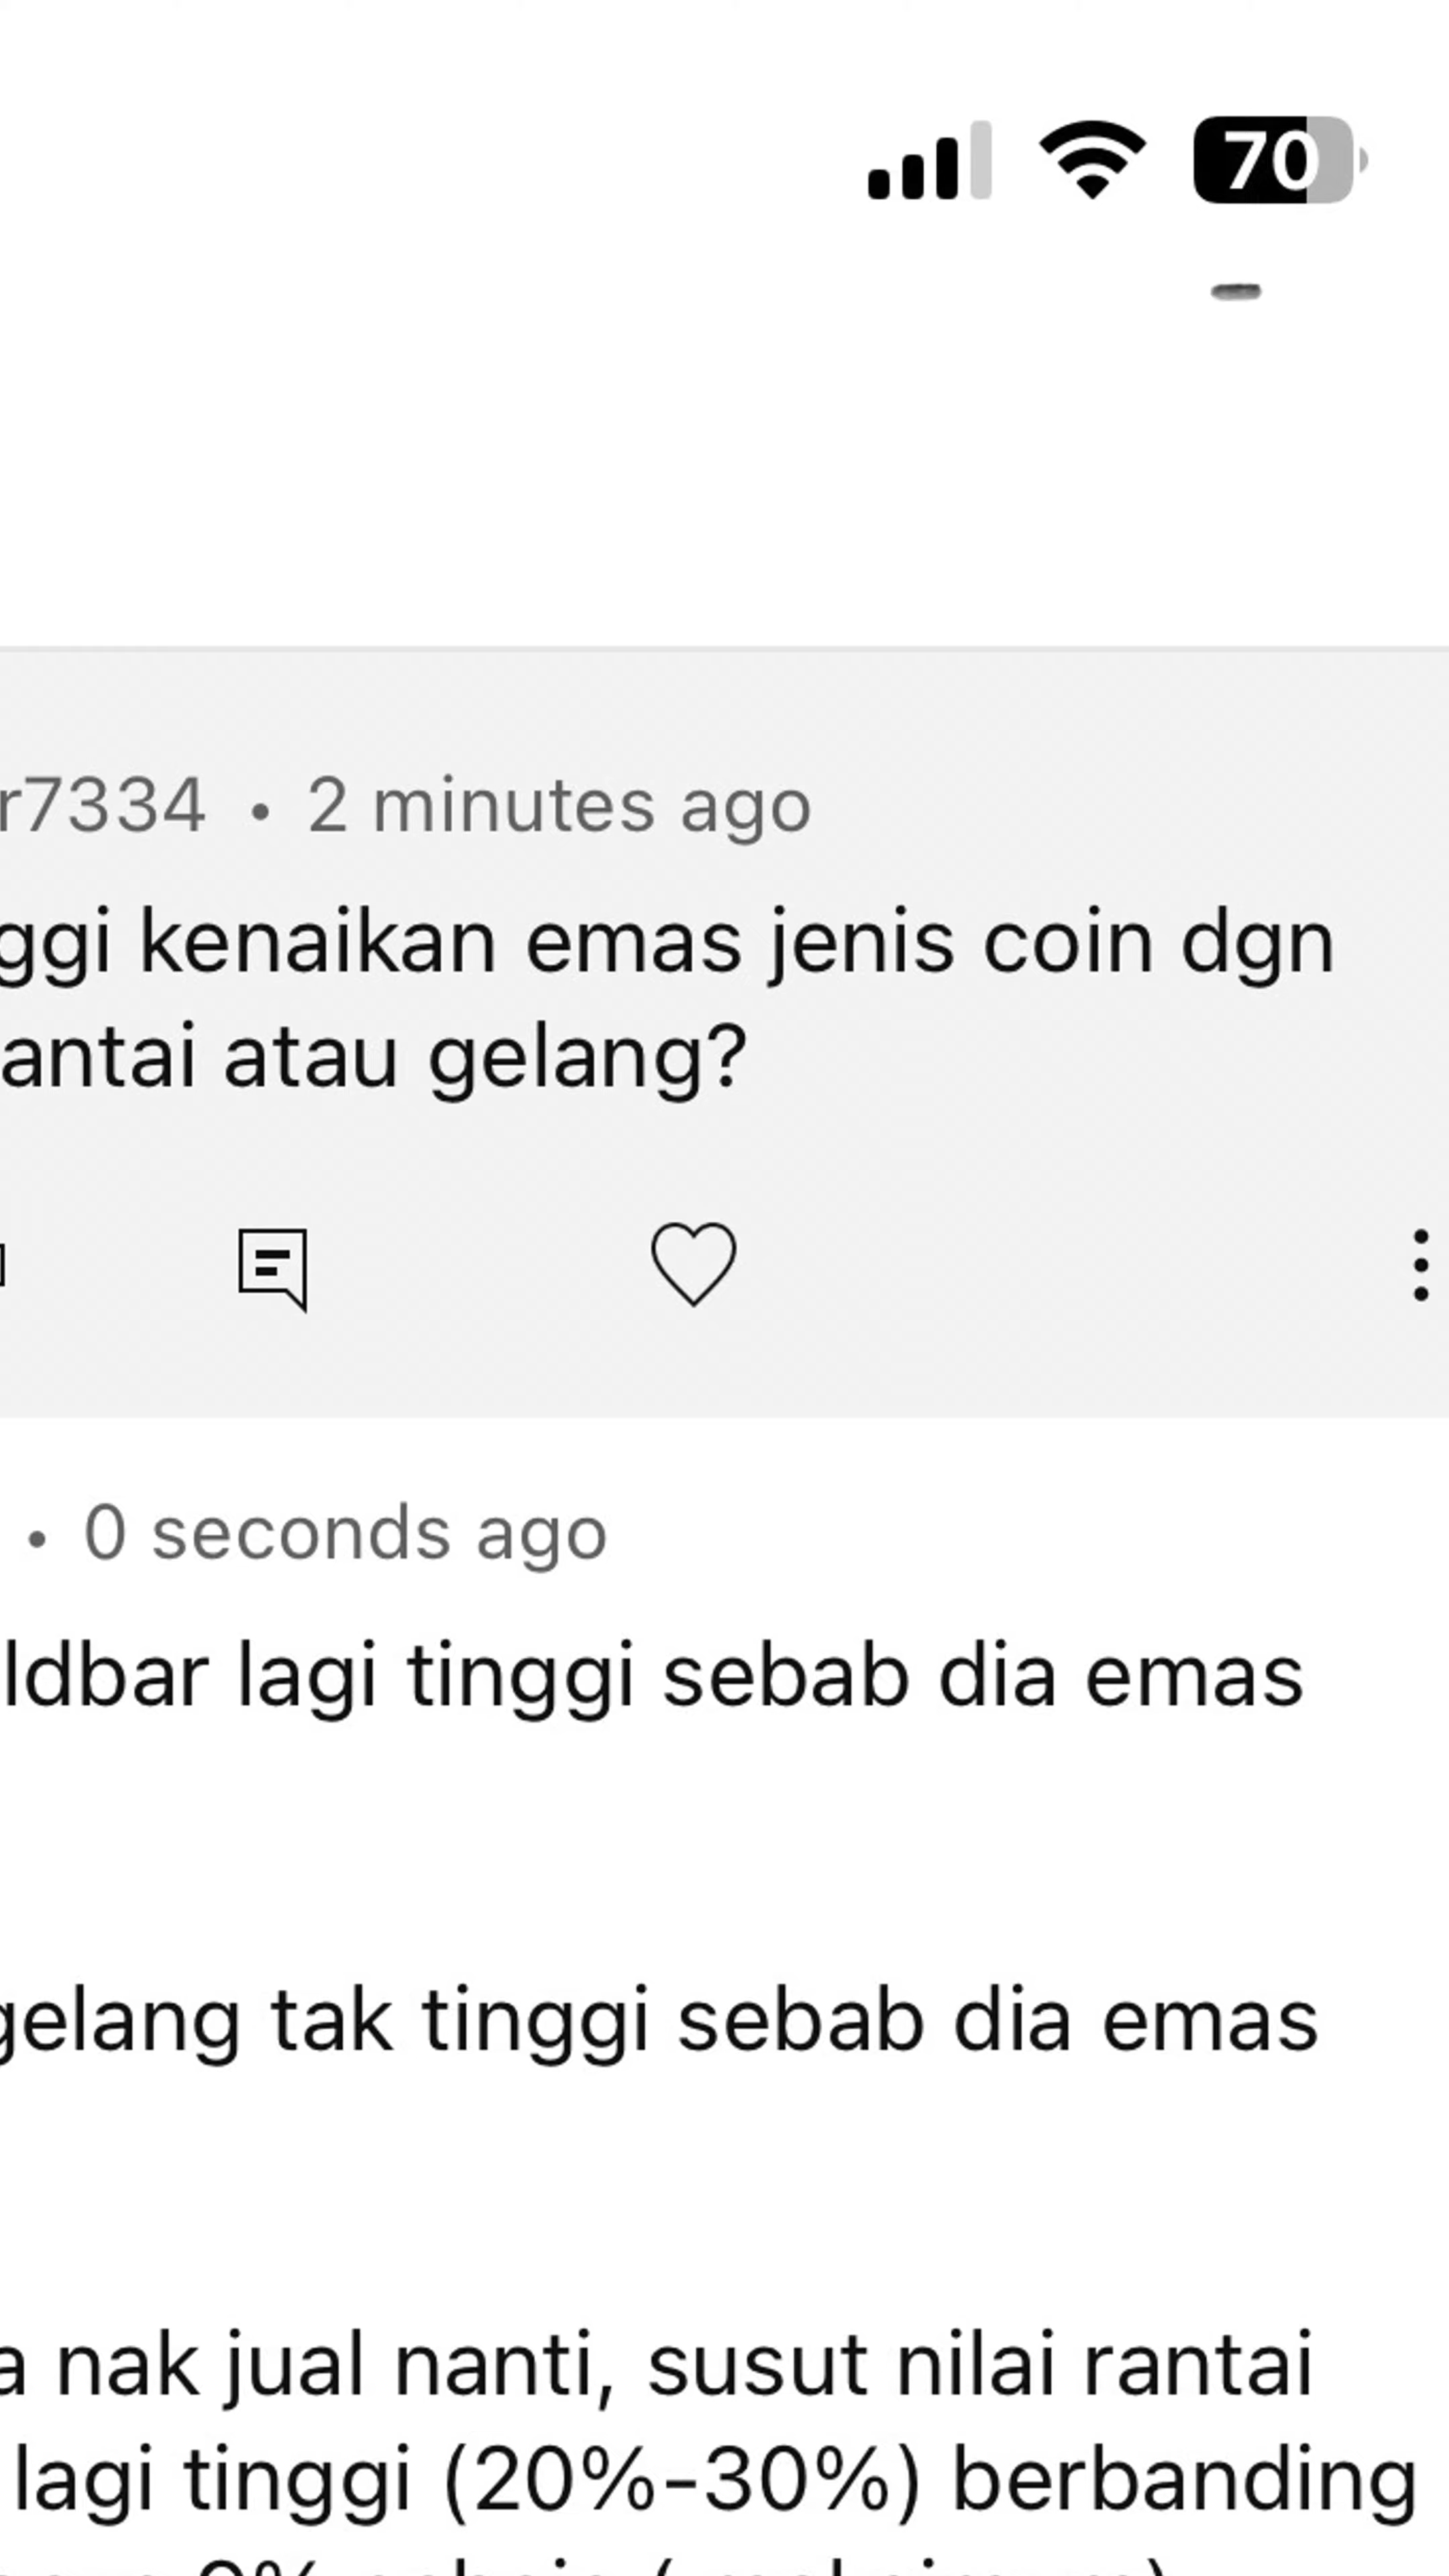 70
r7334 • 2 minutes ago
ggi kenaikan emas jenis coin dgn
antai atau gelang?
• 0 seconds ago
ldbar lagi tinggi sebab dia emas
gelang tak tinggi sebab dia emas
a nak jual nanti, susut nilai rantai
lagi tinggi (20%-30%) berbanding